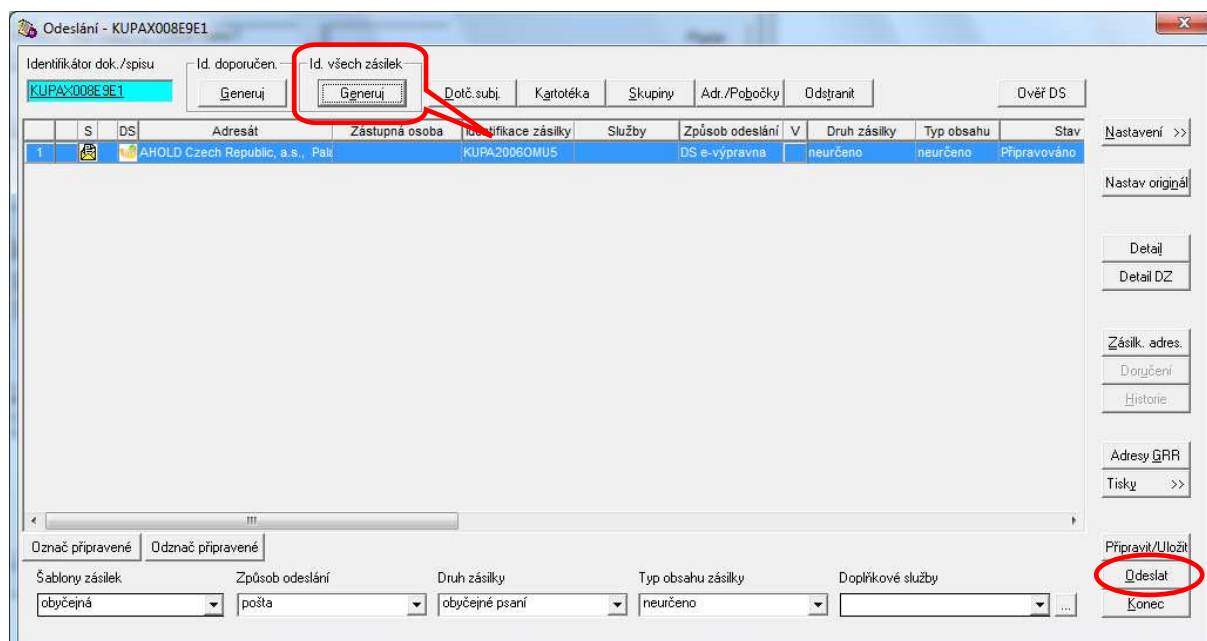 Odeslání - KUPAX008E9E1
Identifikátor dok./spisu Id. doporučen. Id. všech zásilek
KUPAX008E9E1 Generuj Generuj Dotč.subj. Kartotéka Skupiny Adr./Pobočky Odstranit Ověř DS
S DS Adresát Zástupná osoba Identifikace zásilky Služby Způsob odeslání V Druh zásilky Typ obsahu Stav
1 AHOLD Czech Republic, a.s., Pala KUPA2006OMU5 DS e-výpravna neurčeno neurčeno Připravováno
Nastavení >>
Nastav originál
Detail
Detail DZ
Zásilk. adres.
Doručení
Historie
Adresy GRR
Tisky >>
Označ připravené Odznač připravené Připravit/Uložit
Šablony zásilek Způsob odeslání Druh zásilky Typ obsahu zásilky Doplňkové služby Odeslat
obyčejná pošta obyčejné psaní neurčeno ... Konec